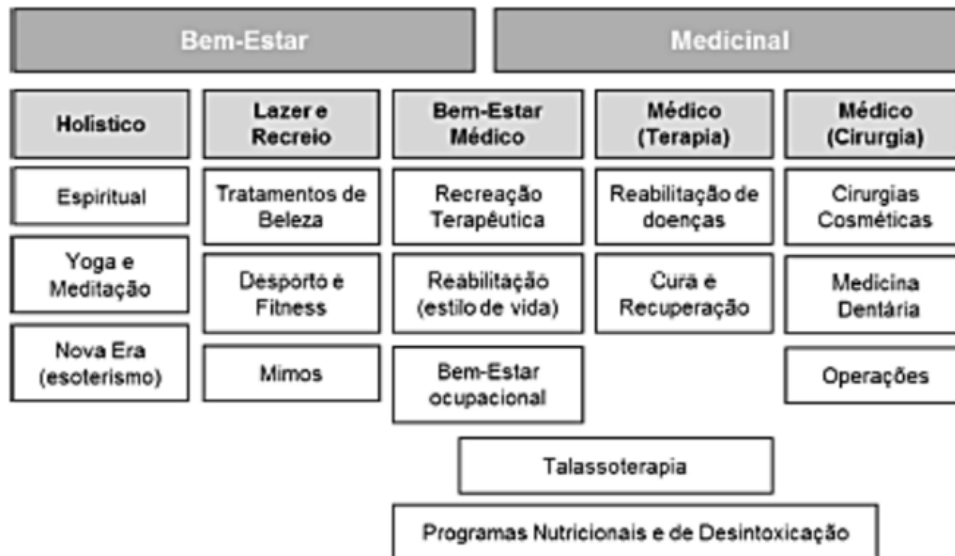 Bem-Estar
Medicinal
Holístico
Lazer e
Recreio
Bem-Estar
Médico
Médico
(Terapia)
Médico
(Cirurgia)
Espiritual
Tratamentos de
Beleza
Recreação
Terapêutica
Reabilitação de
doenças
Cirurgias
Cosméticas
Yoga e
Meditação
Desporto e
Fitness
Reabilitação
(estilo de vida)
Cura e
Recuperação
Medicina
Dentária
Nova Era
(esoterismo)
Mimos
Bem-Estar
ocupacional
Operações
Talassoterapia
Programas Nutricionais e de Desintoxicação